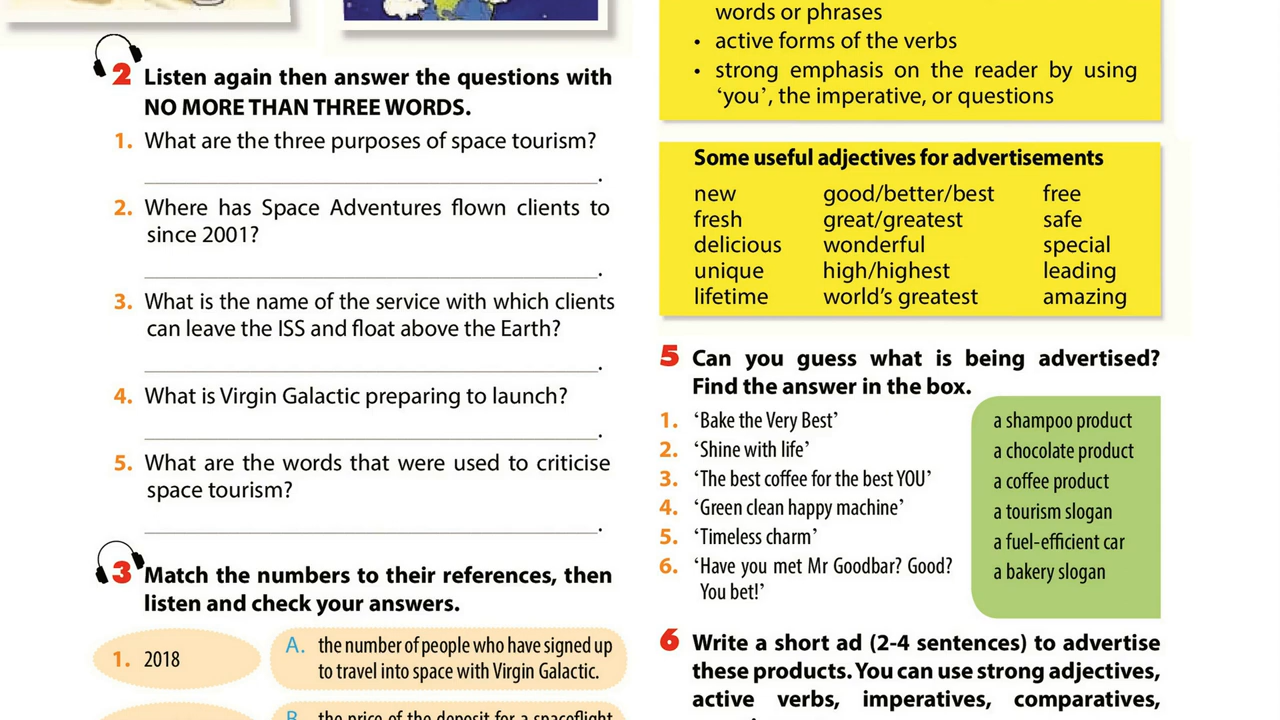 2 Listen again then answer the questions with
NO MORE THAN THREE WORDS.
1. What are the three purposes of space tourism?
.
2. Where has Space Adventures flown clients to
since 2001?
.
3. What is the name of the service with which clients
can leave the ISS and float above the Earth?
.
4. What is Virgin Galactic preparing to launch?
.
5. What are the words that were used to criticise
space tourism?
.
3 Match the numbers to their references, then
listen and check your answers.
1. 2018
A. the number of people who have signed up
to travel into space with Virgin Galactic.
B. the price of the deposit for a spaceflight
words or phrases
• active forms of the verbs
• strong emphasis on the reader by using
‘you’, the imperative, or questions
Some useful adjectives for advertisements
new good/better/best free
fresh great/greatest safe
delicious wonderful special
unique high/highest leading
lifetime world’s greatest amazing
5 Can you guess what is being advertised?
Find the answer in the box.
1. ‘Bake the Very Best’
2. ‘Shine with life’
3. ‘The best coffee for the best YOU’
4. ‘Green clean happy machine’
5. ‘Timeless charm’
6. ‘Have you met Mr Goodbar? Good?
You bet!’
a shampoo product
a chocolate product
a coffee product
a tourism slogan
a fuel-efficient car
a bakery slogan
6 Write a short ad (2-4 sentences) to advertise
these products. You can use strong adjectives,
active verbs, imperatives, comparatives,